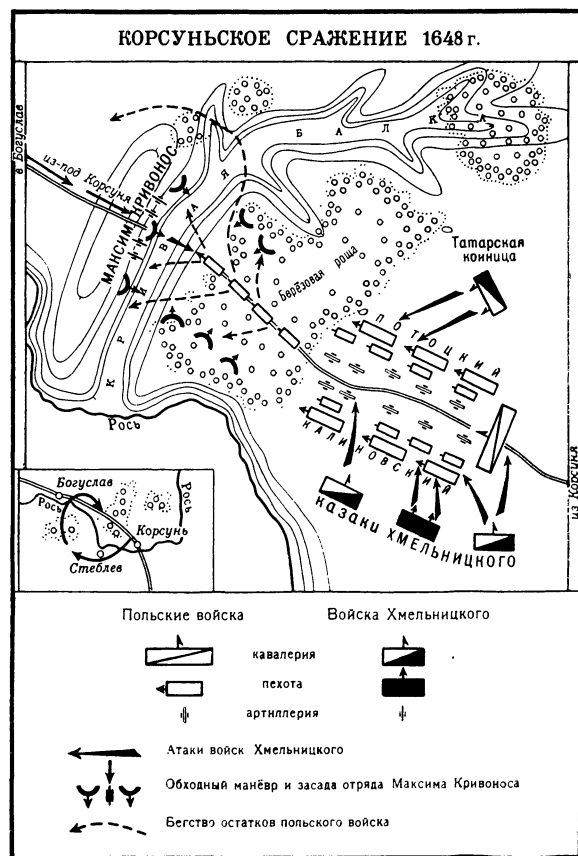 КОРСУНЬСКОЕ СРАЖЕНИЕ 1648 г.
в Богуслав
из-под Корсуня
МАКСИМ КРИВОНОС
КРИВАЯ БАЛКА
Берёзовая роща
Татарская
конница
ПОТОЦКИЙ
КАЛИНОВСКИЙ
КАЗАКИ ХМЕЛЬНИЦКОГО
Рось
из Корсуня
Богуслав
Рось
Рось
Корсунь
Стеблев
Польские войска
Войска Хмельницкого
кавалерия
пехота
артиллерия
Атаки войск Хмельницкого
Обходный манёвр и засада отряда Максима Кривоноса
Бегство остатков польского войска